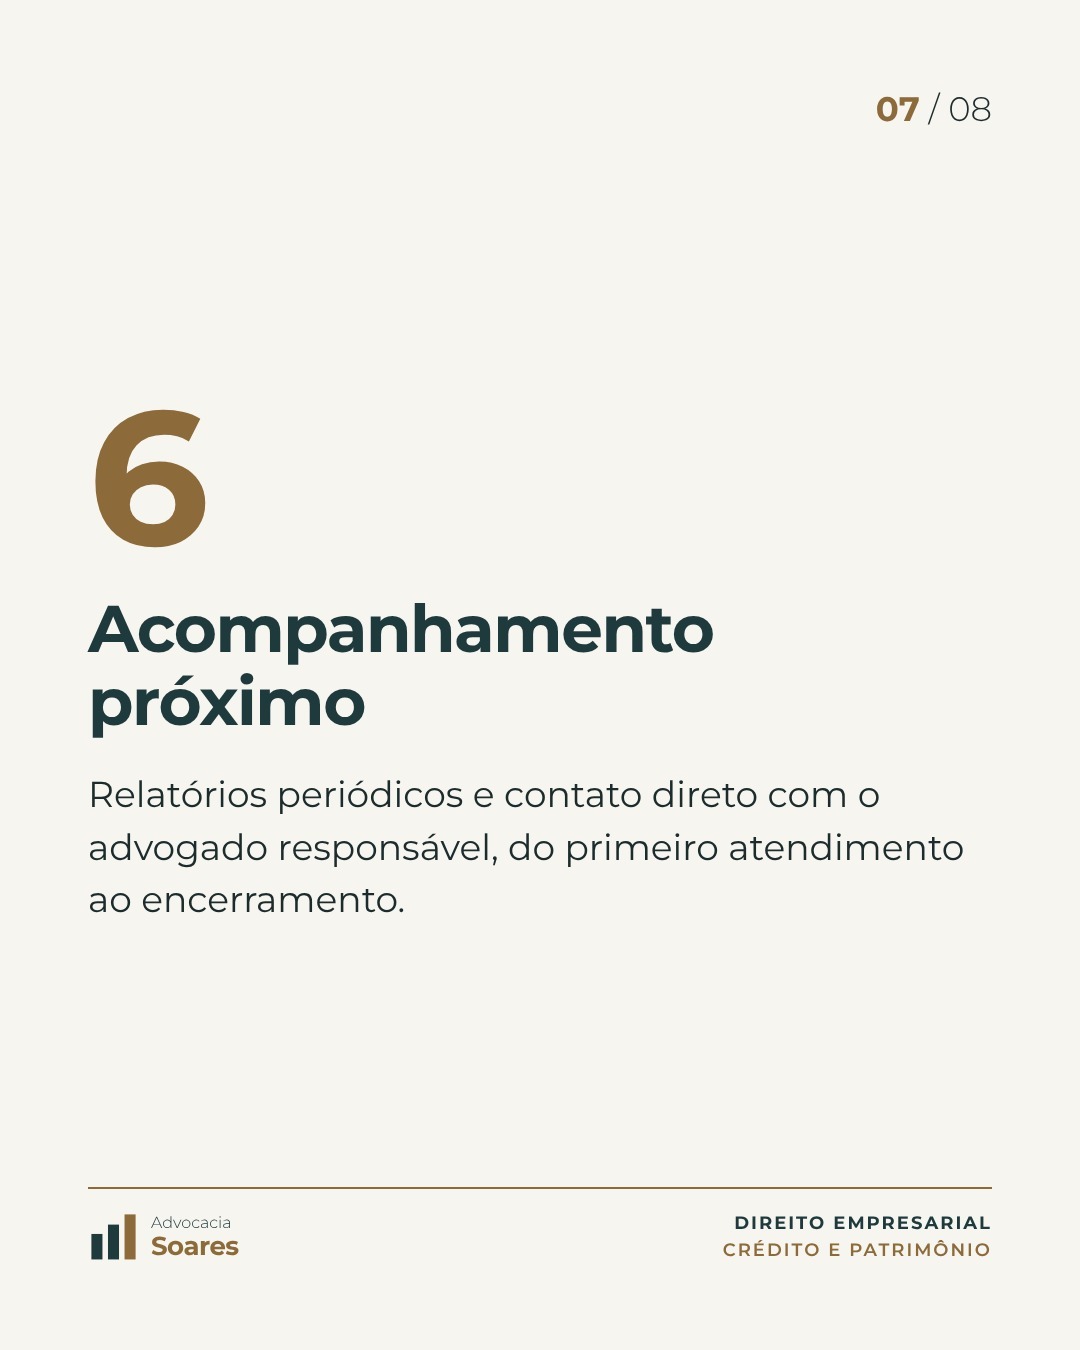 07 / 08
6
Acompanhamento
próximo
Relatórios periódicos e contato direto com o
advogado responsável, do primeiro atendimento
ao encerramento.
Advocacia
Soares
DIREITO EMPRESARIAL
CRÉDITO E PATRIMÔNIO